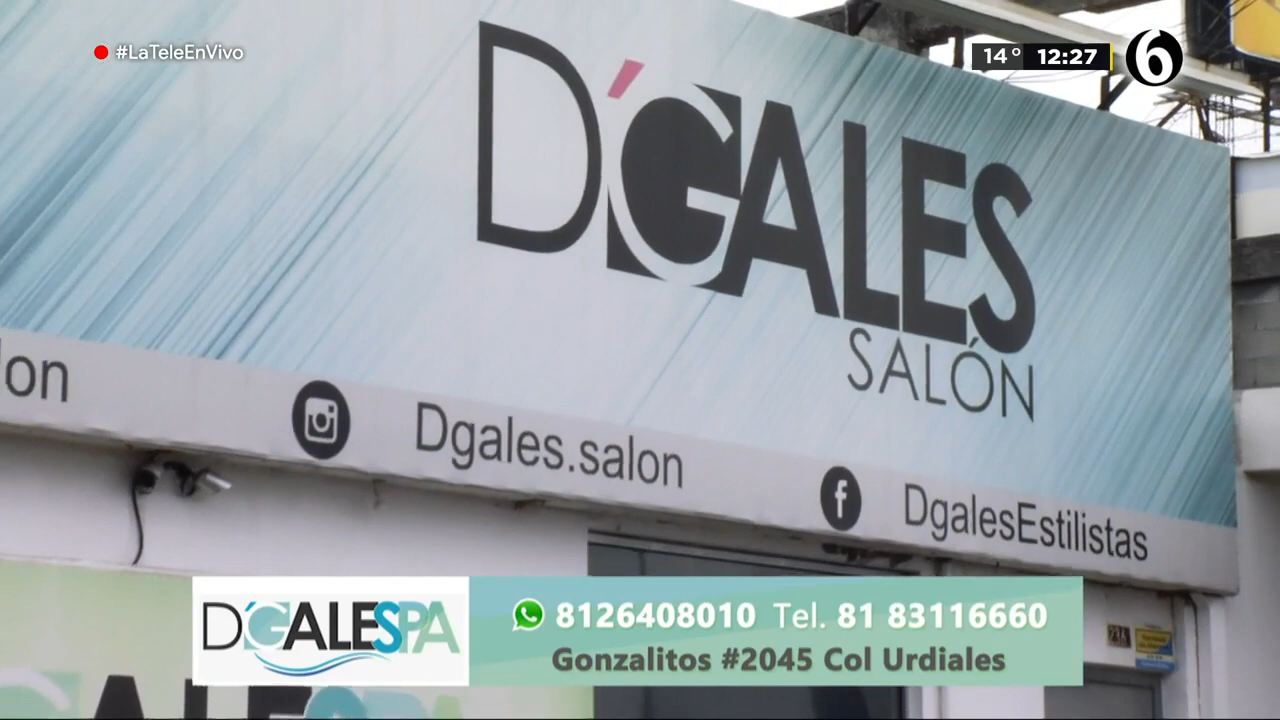 #LaTeleEnVivo
14° 12:27 6
D'GALES
SALÓN
lon
Dgales.salon
DgalesEstilistas
D'GALESPA
8126408010 Tel. 81 83116660
Gonzalitos #2045 Col Urdiales
GALESPA